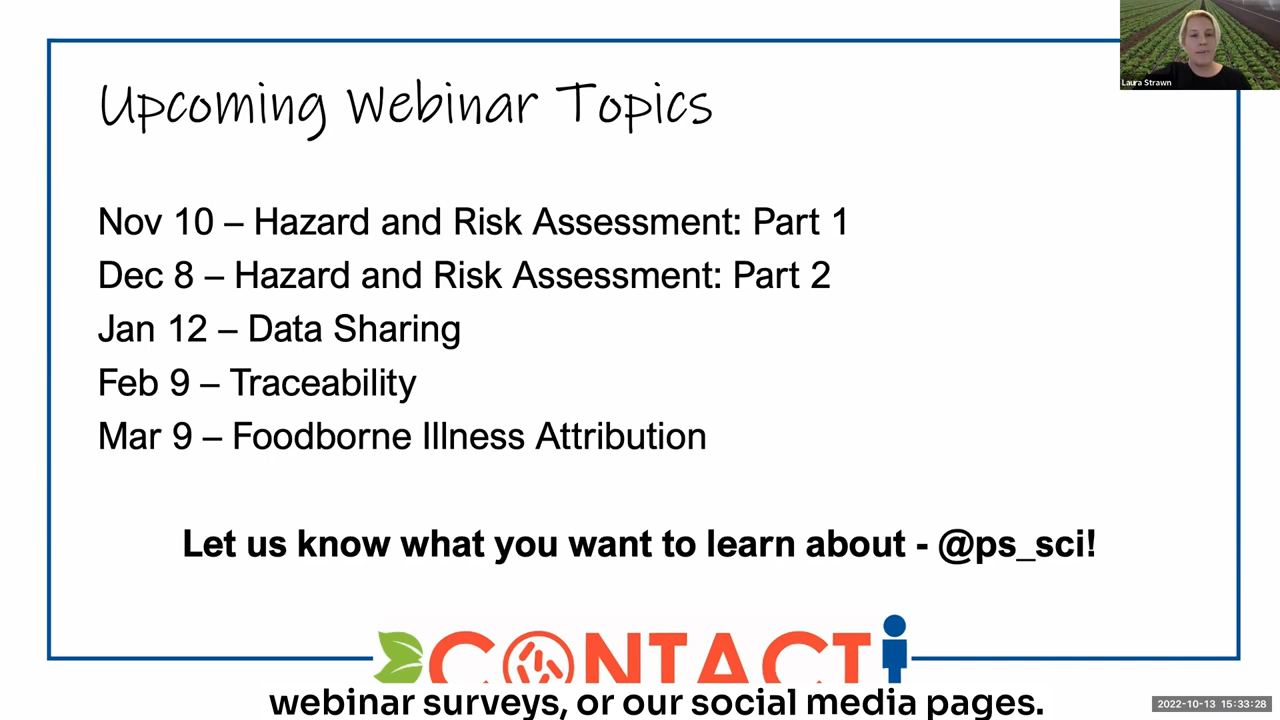 Laura Strawn
Upcoming Webinar Topics
Nov 10 – Hazard and Risk Assessment: Part 1
Dec 8 – Hazard and Risk Assessment: Part 2
Jan 12 – Data Sharing
Feb 9 – Traceability
Mar 9 – Foodborne Illness Attribution
Let us know what you want to learn about - @ps_sci!
CONTACT
webinar surveys, or our social media pages.
2022-10-13 15:33:28